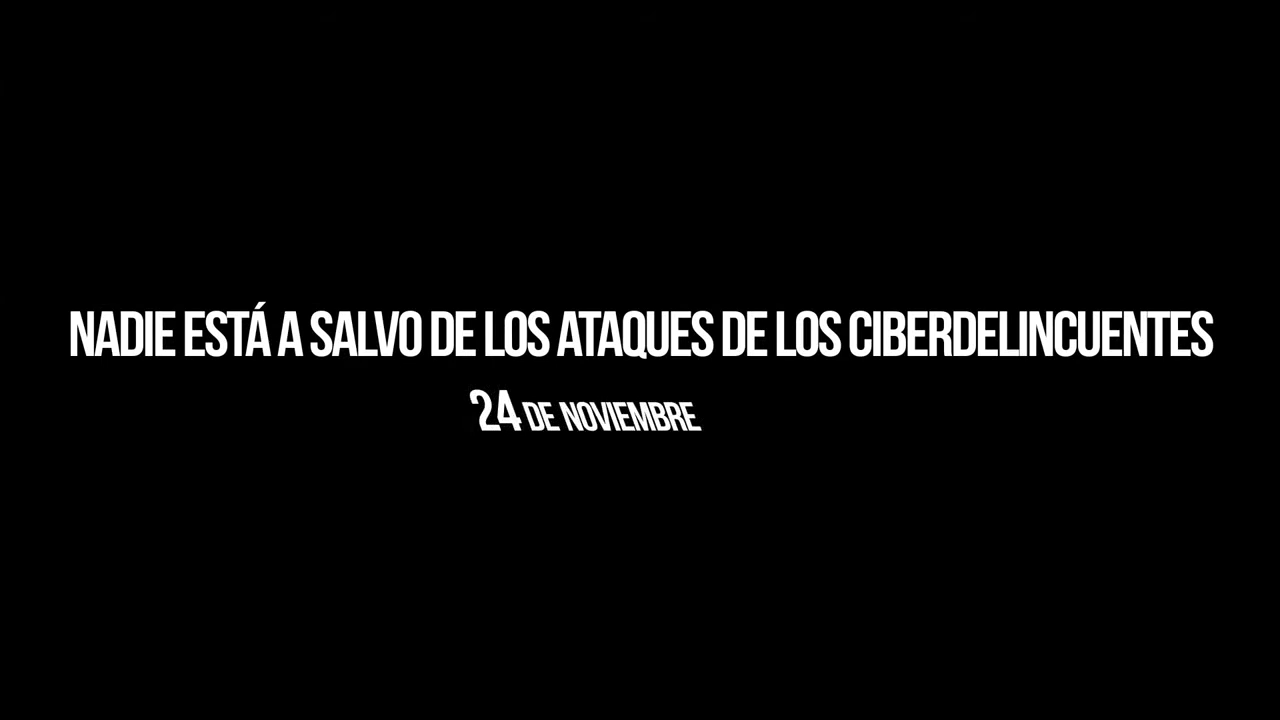 NADIE ESTÁ A SALVO DE LOS ATAQUES DE LOS CIBERDELINCUENTES
24 DE NOVIEMBRE